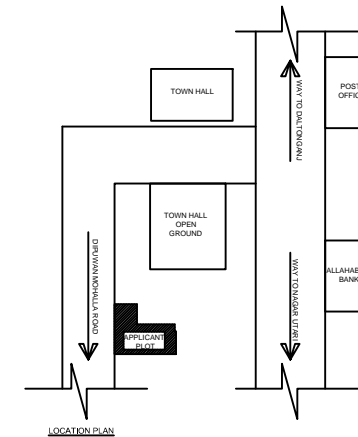 TOWN HALL
WAY TO DALTONGANJ
POST
OFFIC
TOWN HALL
OPEN
GROUND
DIPUWAN MOHALLA ROAD
WAY TO NAGAR UTARI
ALLAHAB
BANK
APPLICANT
PLOT
LOCATION PLAN